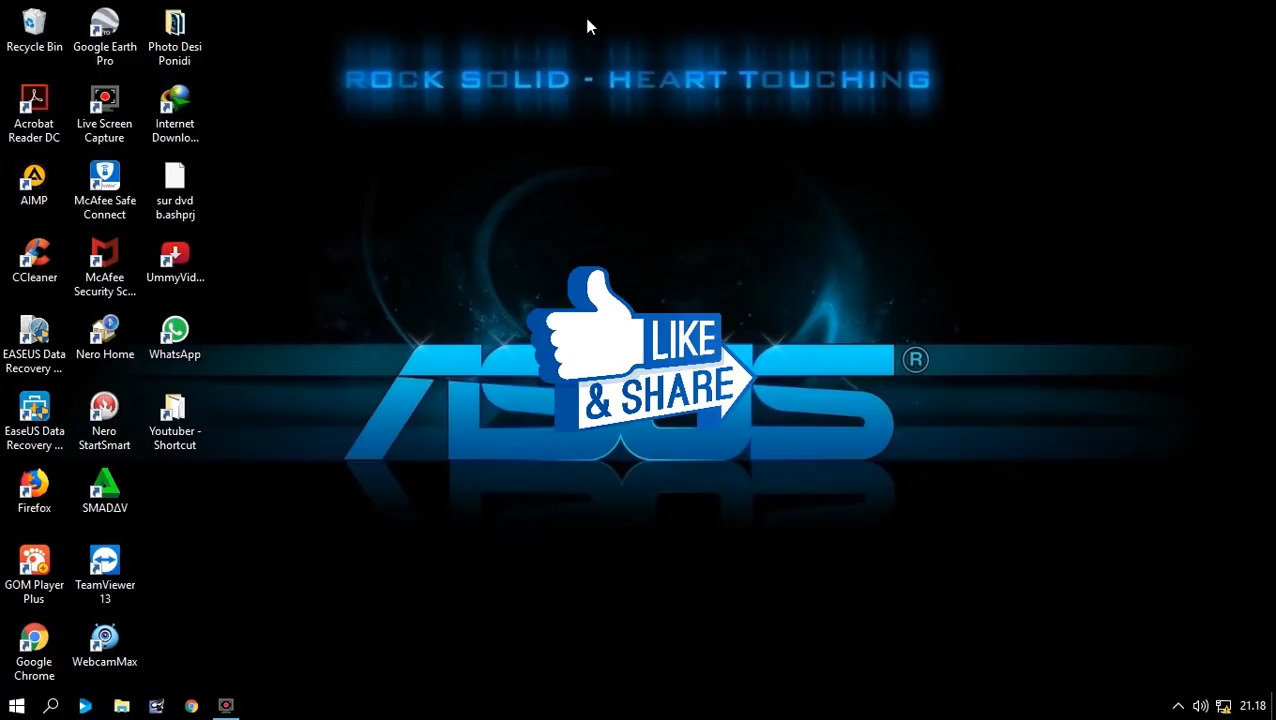 ROCK SOLID - HEART TOUCHING
Recycle Bin
Google Earth
Pro
Photo Desi
Ponidi
Acrobat
Reader DC
Live Screen
Capture
Internet
Downlo...
AIMP
McAfee Safe
Connect
sur dvd
b.ashprj
CCleaner
McAfee
Security Sc...
UmmyVid...
EASEUS Data
Recovery ...
Nero Home
WhatsApp
EaseUS Data
Recovery ...
Nero
StartSmart
Youtuber -
Shortcut
Firefox
SMADΔV
GOM Player
Plus
TeamViewer
13
Google
Chrome
WebcamMax
LIKE
& SHARE
ASUS ®
21.18